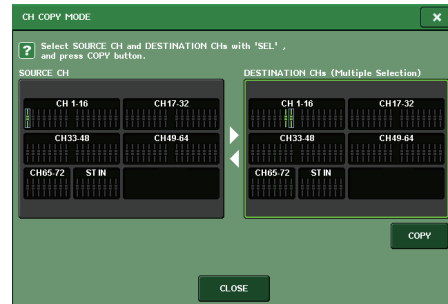 CH COPY MODE
Select SOURCE CH and DESTINATION CHs with 'SEL' ,
and press COPY button.
SOURCE CH
CH 1-16
CH17-32
CH33-48
CH49-64
CH65-72
ST IN
DESTINATION CHs (Multiple Selection)
CH 1-16
CH17-32
CH33-48
CH49-64
CH65-72
ST IN
COPY
CLOSE